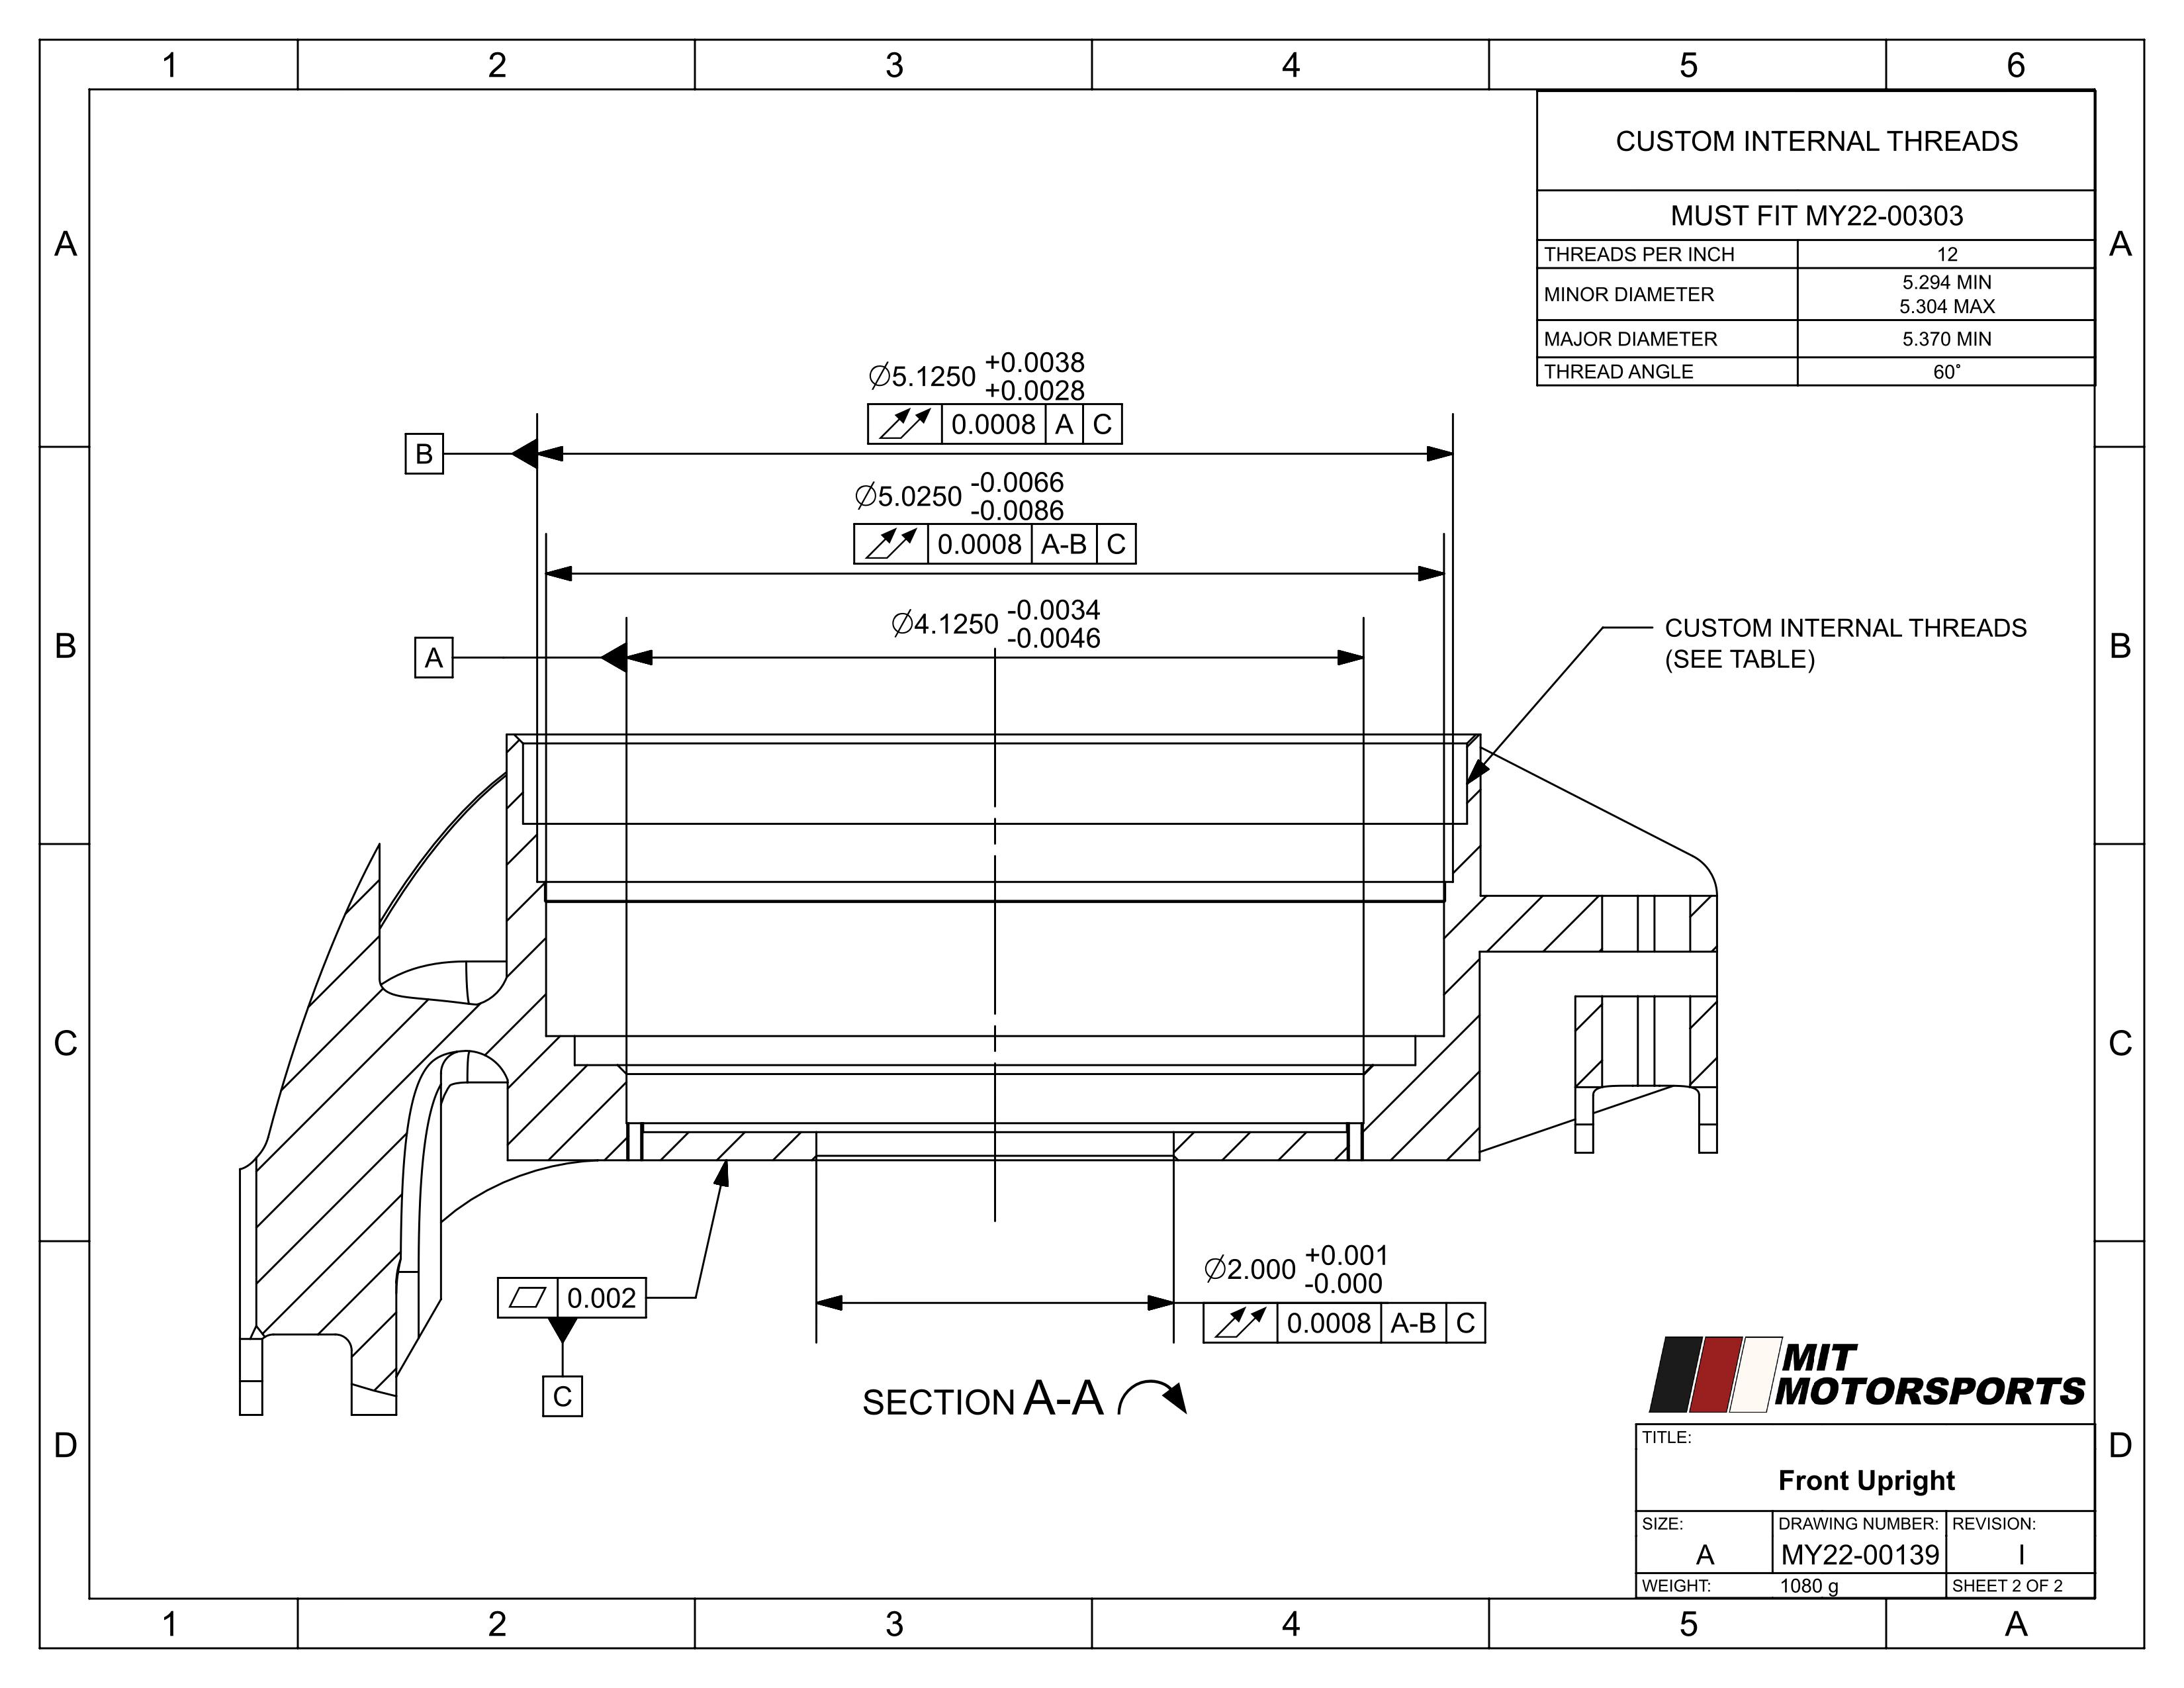 1 2 3 4 5 6
A
B
C
D
A
B
C
D
CUSTOM INTERNAL THREADS
MUST FIT MY22-00303
THREADS PER INCH 12
MINOR DIAMETER 5.294 MIN
5.304 MAX
MAJOR DIAMETER 5.370 MIN
THREAD ANGLE 60°
∅5.1250 +0.0038
+0.0028
0.0008 A C
B
∅5.0250 -0.0066
-0.0086
0.0008 A-B C
∅4.1250 -0.0034
-0.0046
A
CUSTOM INTERNAL THREADS
(SEE TABLE)
∅2.000 +0.001
-0.000
0.0008 A-B C
0.002
C
SECTION A-A
MIT
MOTORSPORTS
TITLE:
Front Upright
SIZE: DRAWING NUMBER: REVISION:
A MY22-00139 I
WEIGHT: 1080 g SHEET 2 OF 2
1 2 3 4 5 A